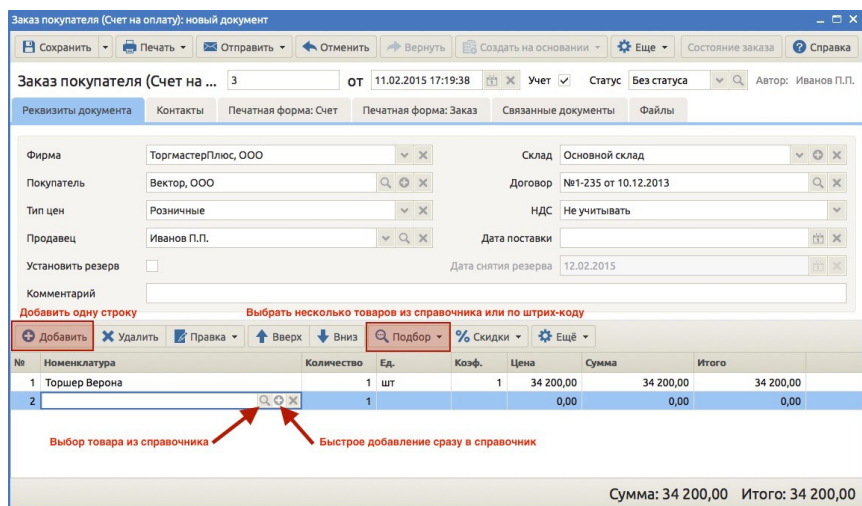 Заказ покупателя (Счет на оплату): новый документ
Сохранить Печать Отправить Отменить Вернуть Создать на основании Еще Состояние заказа Справка
Заказ покупателя (Счет на ... 3 от 11.02.2015 17:19:38 Учет Статус Без статуса Автор: Иванов П.П.
Реквизиты документа Контакты Печатная форма: Счет Печатная форма: Заказ Связанные документы Файлы
Фирма ТоргмастерПлюс, ООО Склад Основной склад
Покупатель Вектор, ООО Договор №1-235 от 10.12.2013
Тип цен Розничные НДС Не учитывать
Продавец Иванов П.П. Дата поставки
Установить резерв Дата снятия резерва 12.02.2015
Комментарий
Добавить одну строку Выбрать несколько товаров из справочника или по штрих-коду
Добавить Удалить Правка Вверх Вниз Подбор % Скидки Ещё
№ Номенклатура Количество Ед. Коэф. Цена Сумма Итого
1 Торшер Верона 1 шт 1 34 200,00 34 200,00 34 200,00
2 1 0,00 0,00 0,00
Выбор товара из справочника Быстрое добавление сразу в справочник
Сумма: 34 200,00 Итого: 34 200,00